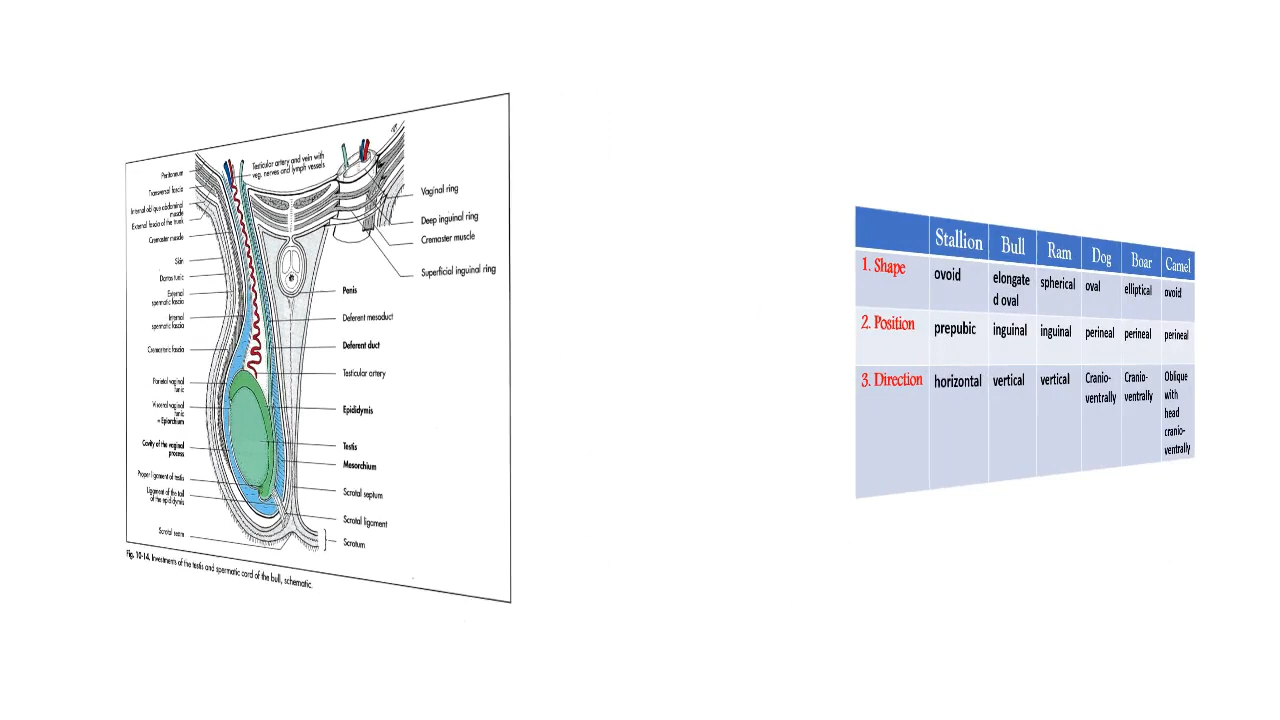 Peritoneum
Transversal fascia
Internal oblique abdominal
muscle
External fascia of the trunk
Cremaster muscle
Skin
Dartos tunic
External
spermatic fascia
Internal
spermatic fascia
Cremasteric fascia
Parietal vaginal
tunic
Visceral vaginal
tunic
= Epiorchium
Cavity of the vaginal
process
Proper ligament of testis
Ligament of the tail
of the epididymis
Scrotal seam
Testicular artery and vein with
veg. nerves and lymph vessels
Vaginal ring
Deep inguinal ring
Cremaster muscle
Superficial inguinal ring
Penis
Deferent mesoduct
Deferent duct
Testicular artery
Epididymis
Testis
Mesorchium
Scrotal septum
Scrotal ligament
Scrotum
Fig. 10-14. Investments of the testis and spermatic cord of the bull, schematic.
Stallion Bull Ram Dog Boar Camel
1. Shape ovoid elongate spherical oval elliptical ovoid
d oval
2. Position prepubic inguinal inguinal perineal perineal perineal
3. Direction horizontal vertical vertical Cranio- Cranio- Oblique
ventrally ventrally with
head
cranio-
ventrally